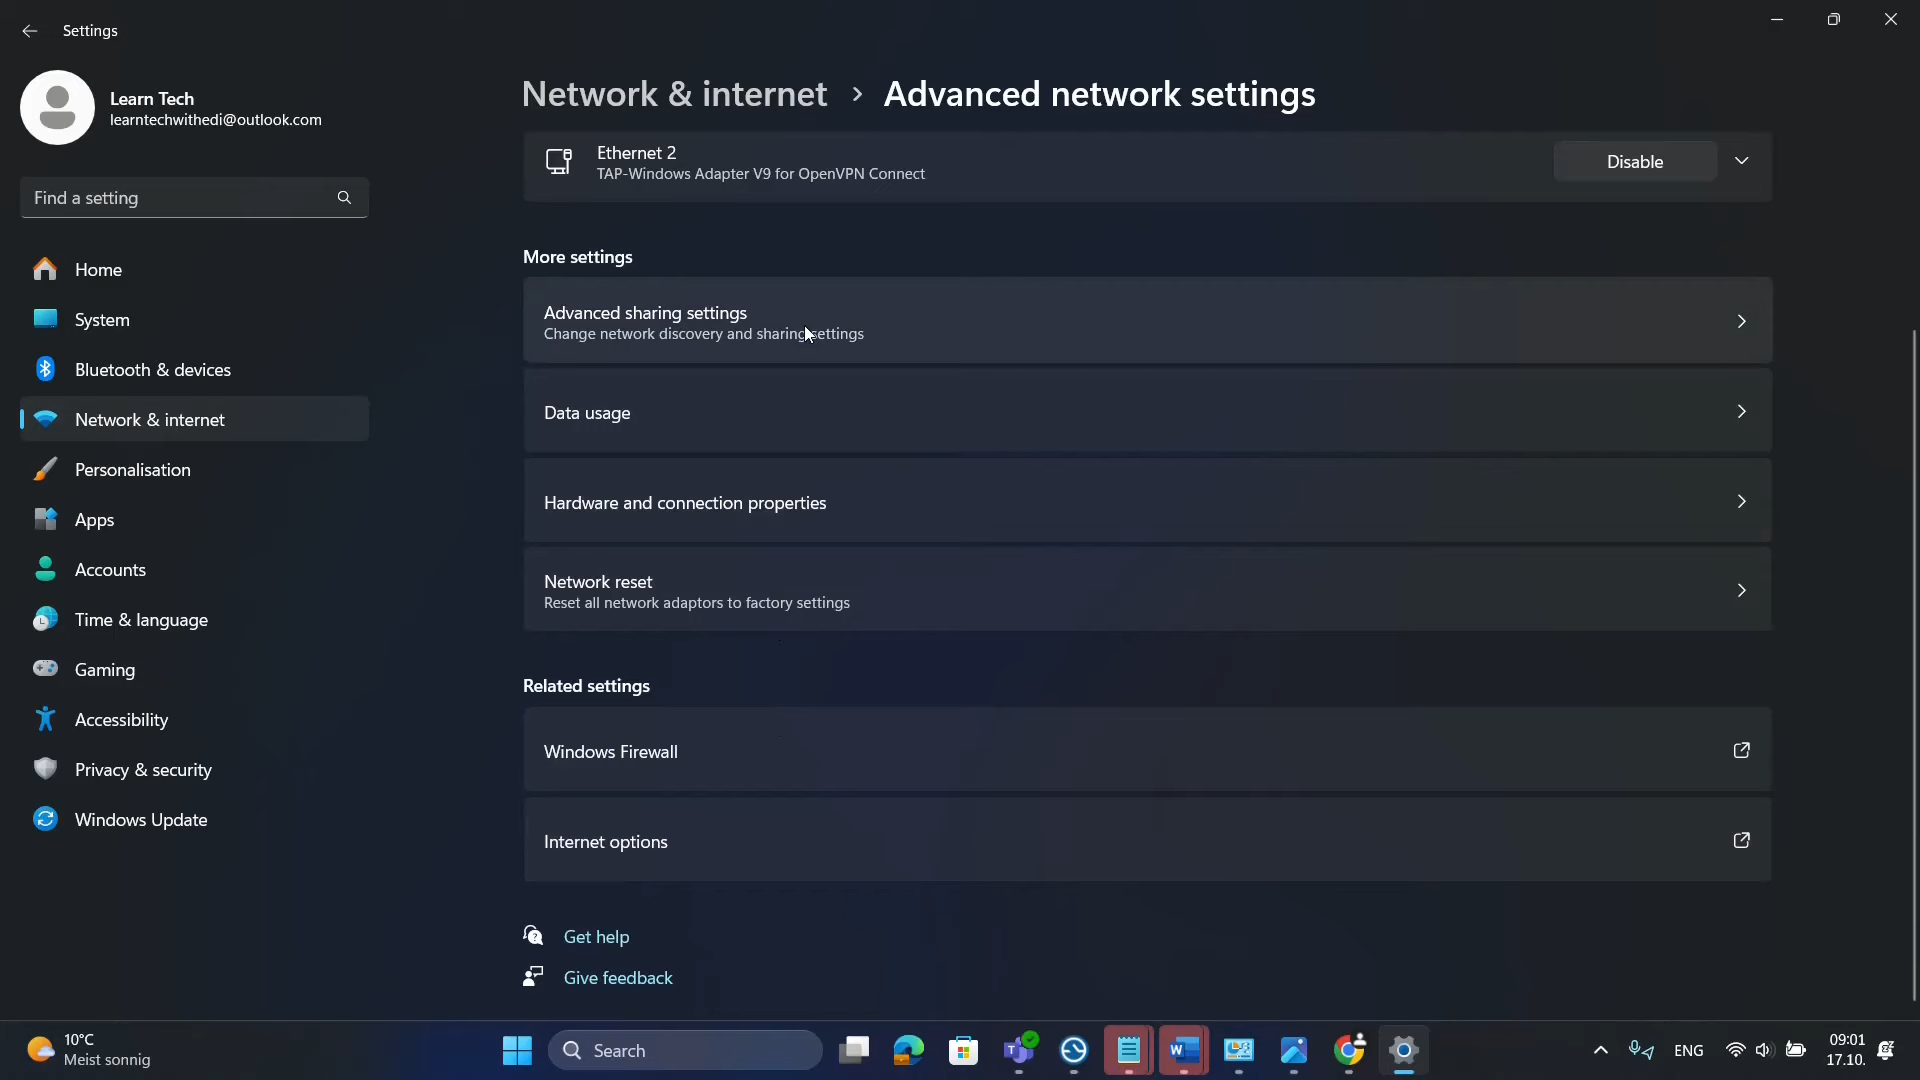 Settings
Learn Tech
learntechwithedi@outlook.com
Find a setting
Home
System
Bluetooth & devices
Network & internet
Personalisation
Apps
Accounts
Time & language
Gaming
Accessibility
Privacy & security
Windows Update
Network & internet > Advanced network settings
Ethernet 2
TAP-Windows Adapter V9 for OpenVPN Connect
Disable
More settings
Advanced sharing settings
Change network discovery and sharing settings
Data usage
Hardware and connection properties
Network reset
Reset all network adaptors to factory settings
Related settings
Windows Firewall
Internet options
Get help
Give feedback
10°C
Meist sonnig
Search
ENG
09:01
17.10.